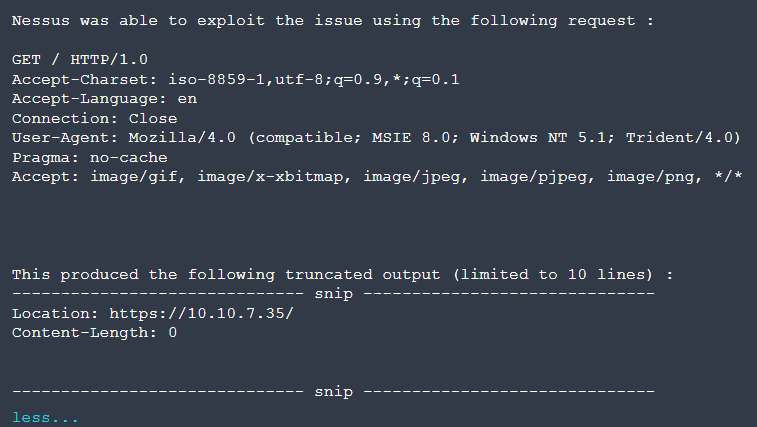 Nessus was able to exploit the issue using the following request :
GET / HTTP/1.0
Accept-Charset: iso-8859-1,utf-8;q=0.9,*;q=0.1
Accept-Language: en
Connection: Close
User-Agent: Mozilla/4.0 (compatible; MSIE 8.0; Windows NT 5.1; Trident/4.0)
Pragma: no-cache
Accept: image/gif, image/x-xbitmap, image/jpeg, image/pjpeg, image/png, */*
This produced the following truncated output (limited to 10 lines) :
------------------------------ snip ------------------------------
Location: https://10.10.7.35/
Content-Length: 0
------------------------------ snip ------------------------------
less...